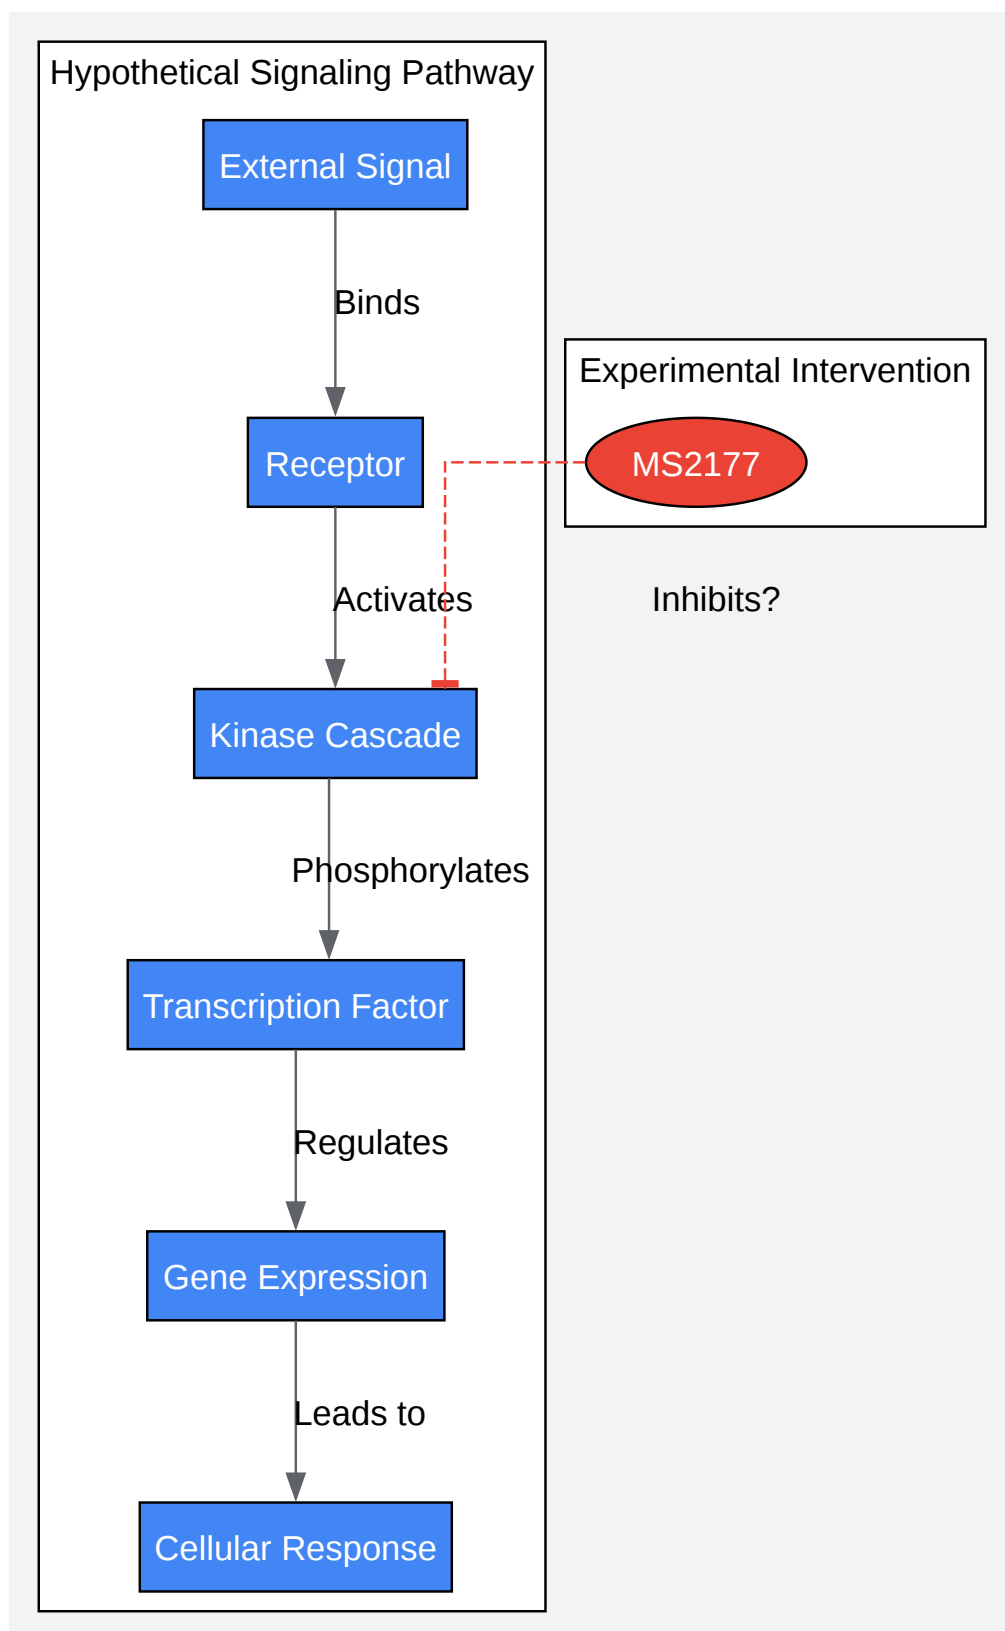 Hypothetical Signaling Pathway
External Signal
Binds
Experimental Intervention
Receptor
MS2177
Activates
Inhibits?
Kinase Cascade
Phosphorylates
Transcription Factor
Regulates
Gene Expression
Leads to
Cellular Response